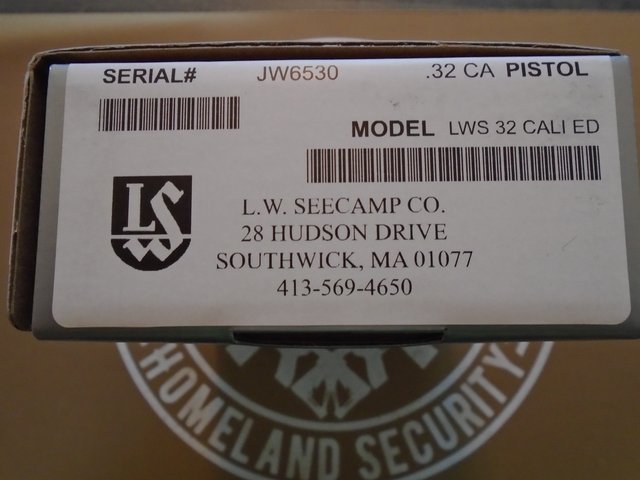 SERIAL# JW6530 .32 CA PISTOL
MODEL LWS 32 CALI ED
LSW
L.W. SEECAMP CO.
28 HUDSON DRIVE
SOUTHWICK, MA 01077
413-569-4650
HOMELAND SECURITY